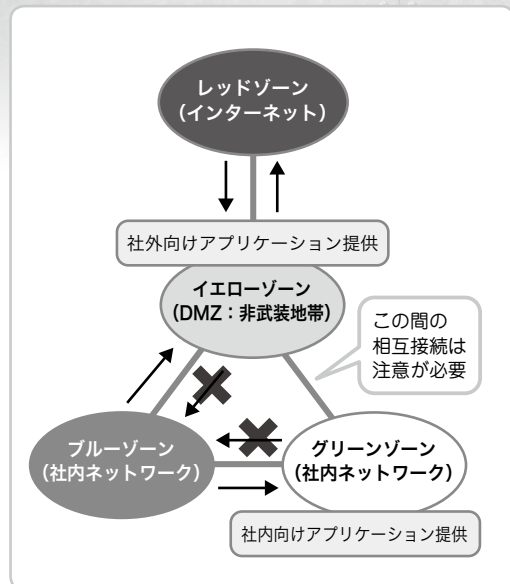 レッドゾーン
（インターネット）
社外向けアプリケーション提供
イエローゾーン
（DMZ：非武装地帯）
この間の
相互接続は
注意が必要
ブルーゾーン
（社内ネットワーク）
グリーンゾーン
（社内ネットワーク）
社内向けアプリケーション提供